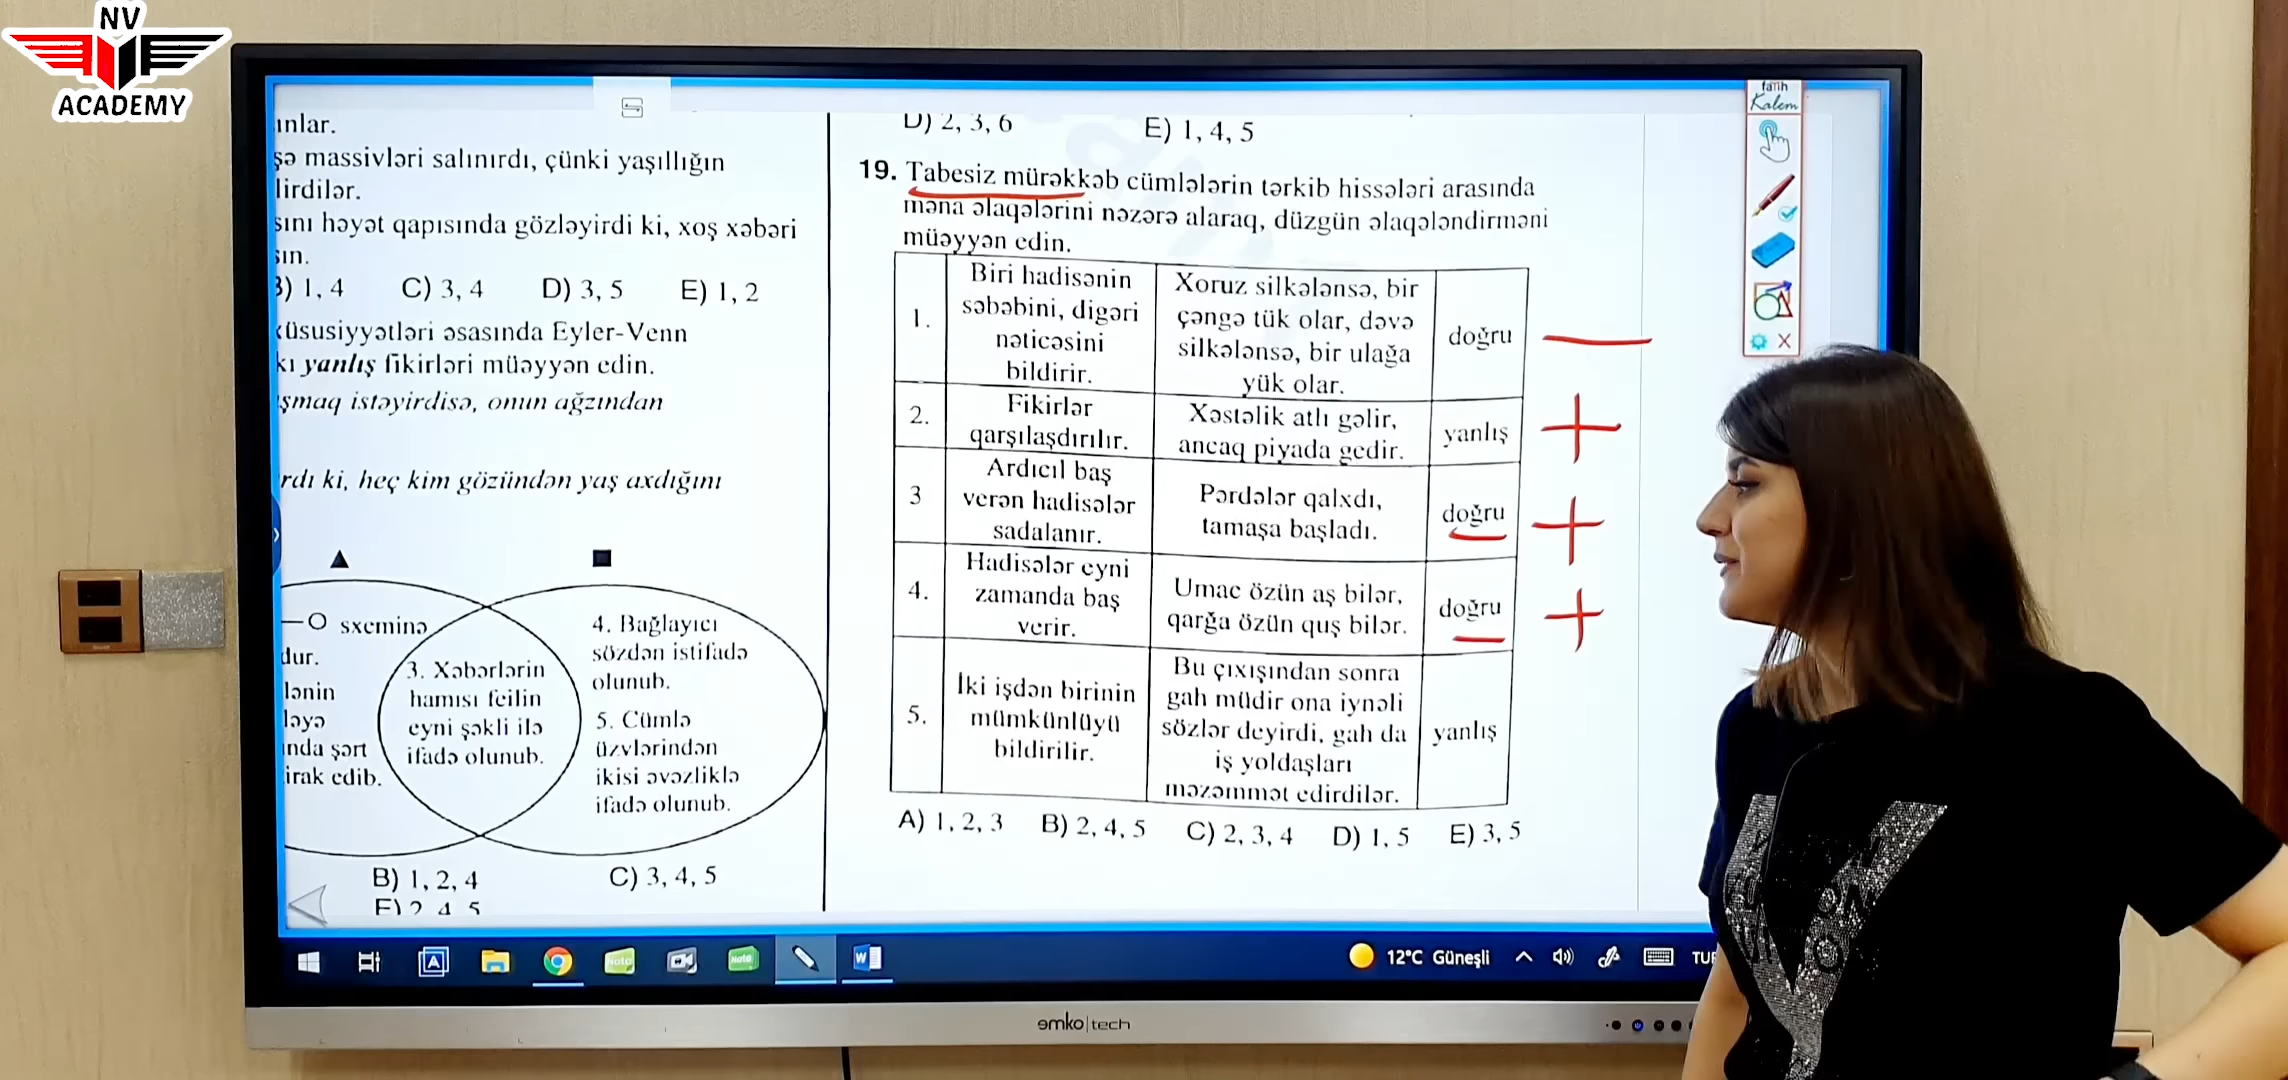 NV
ACADEMY
ınlar.
şə massivləri salınırdı, çünki yaşıllığın
lirdilər.
sını həyət qapısında gözləyirdi ki, xoş xəbəri
sın.
B) 1, 4 C) 3, 4 D) 3, 5 E) 1, 2
xüsusiyyətləri əsasında Eyler-Venn
kı yanlış fikirləri müəyyən edin.
şmaq istəyirdisə, onun ağzından
rdı ki, heç kim gözündən yaş axdığını
▲ ■
—O sxeminə
dur.
lənin
ləyə
nda şərt
irak edib.
3. Xəbərlərin
hamısı feilin
eyni şəkli ilə
ifadə olunub.
4. Bağlayıcı
sözdən istifadə
olunub.
5. Cümlə
üzvlərindən
ikisi əvəzliklə
ifadə olunub.
B) 1, 2, 4 C) 3, 4, 5
E) 2, 4, 5
D) 2, 3, 6 E) 1, 4, 5
19. Tabesiz mürəkkəb cümlələrin tərkib hissələri arasında
məna əlaqələrini nəzərə alaraq, düzgün əlaqələndirməni
müəyyən edin.
1.
Biri hadisənin
səbəbini, digəri
nəticəsini
bildirir.
Xoruz silkələnsə, bir
çəngə tük olar, dəvə
silkələnsə, bir ulağa
yük olar.
doğru —
2.
Fikirlər
qarşılaşdırılır.
Xəstəlik atlı gəlir,
ancaq piyada gedir.
yanlış +
3
Ardıcıl baş
verən hadisələr
sadalanır.
Pərdələr qalxdı,
tamaşa başladı.
doğru +
4.
Hadisələr eyni
zamanda baş
verir.
Umac özün aş bilər,
qarğa özün quş bilər.
doğru +
5.
İki işdən birinin
mümkünlüyü
bildirilir.
Bu çıxışından sonra
gah müdir ona iynəli
sözlər deyirdi, gah da
iş yoldaşları
məzəmmət edirdilər.
yanlış
A) 1, 2, 3 B) 2, 4, 5 C) 2, 3, 4 D) 1, 5 E) 3, 5
fatih
Kalem
12°C Güneşli
emko|tech